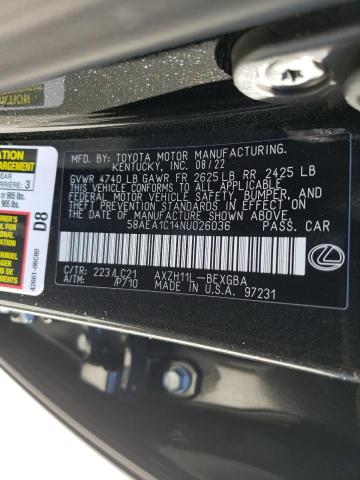 MFD. BY: TOYOTA MOTOR MANUFACTURING.
KENTUCKY, INC. 08/22
GVWR 4740 LB GAWR FR 2625 LB RR 2425 LB
THIS VEHICLE CONFORMS TO ALL APPLICABLE
FEDERAL MOTOR VEHICLE SAFETY, BUMPER, AND
THEFT PREVENTION STANDARDS IN EFFECT ON
THE DATE OF MANUFACTURE SHOWN ABOVE.
58AEA1C14NU026036 PASS. CAR
C/TR: 223/LC21 AXZH11L-BEXGBA
A/TM: /P710 MADE IN U.S.A. 97231
D8
42661-06C80